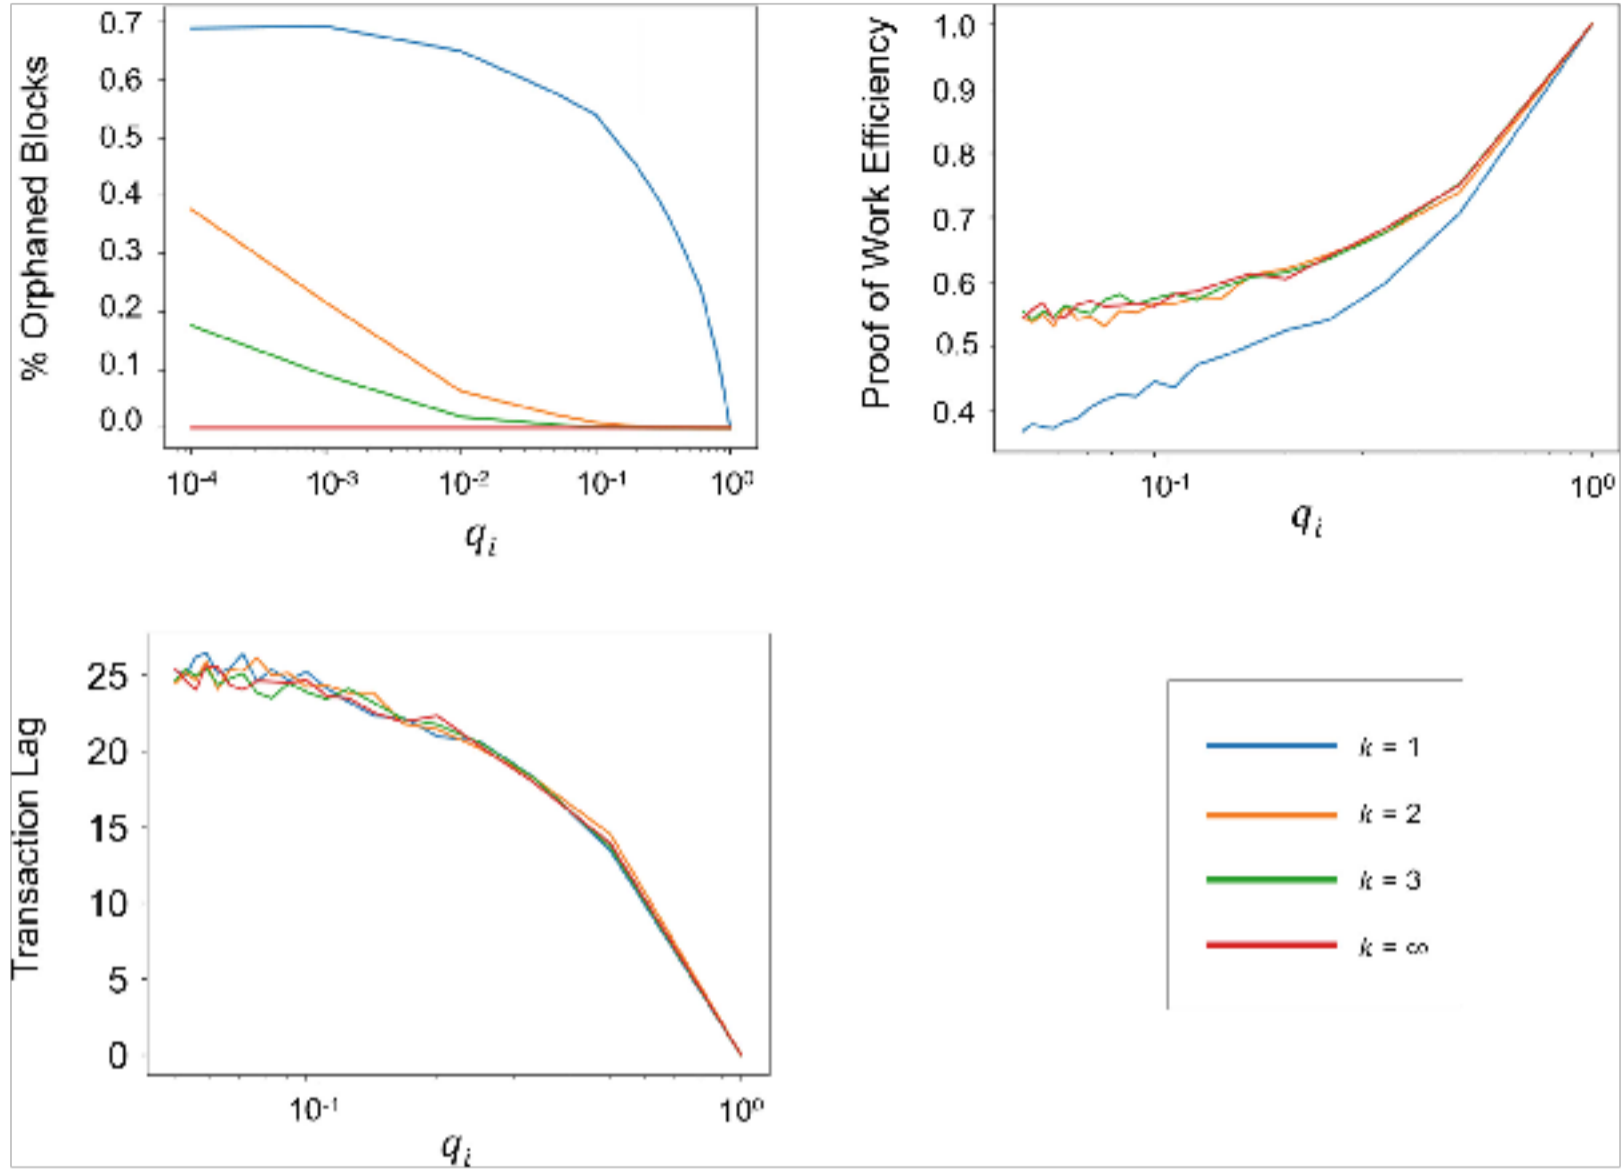 % Orphaned Blocks
0.7
0.6
0.5
0.4
0.3
0.2
0.1
0.0
10⁻⁴ 10⁻³ 10⁻² 10⁻¹ 10⁰
qᵢ
Proof of Work Efficiency
1.0
0.9
0.8
0.7
0.6
0.5
0.4
10⁻¹ 10⁰
qᵢ
Transaction Lag
25
20
15
10
5
0
10⁻¹ 10⁰
qᵢ
k = 1
k = 2
k = 3
k = ∞